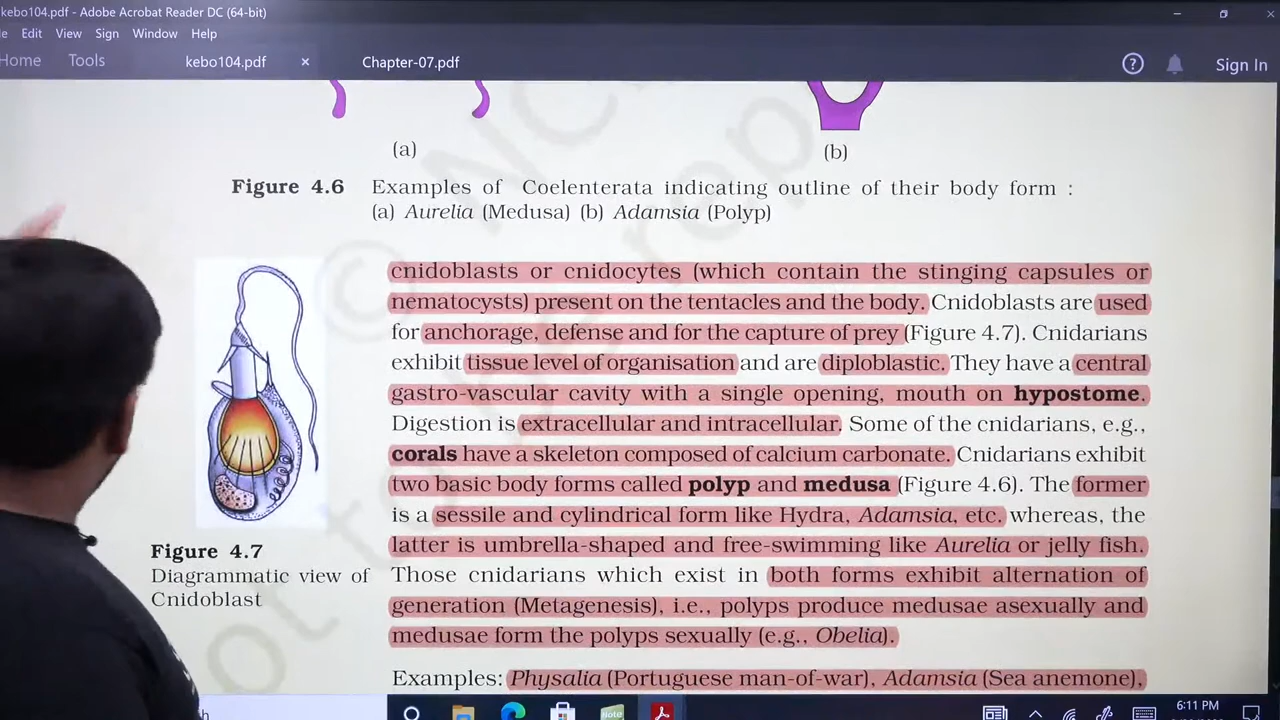 kebo104.pdf - Adobe Acrobat Reader DC (64-bit)
Edit View Sign Window Help
Home Tools kebo104.pdf × Chapter-07.pdf ? Sign In
(a) (b)
Figure 4.6 Examples of Coelenterata indicating outline of their body form :
(a) Aurelia (Medusa) (b) Adamsia (Polyp)
cnidoblasts or cnidocytes (which contain the stinging capsules or
nematocysts) present on the tentacles and the body. Cnidoblasts are used
for anchorage, defense and for the capture of prey (Figure 4.7). Cnidarians
exhibit tissue level of organisation and are diploblastic. They have a central
gastro-vascular cavity with a single opening, mouth on hypostome.
Digestion is extracellular and intracellular. Some of the cnidarians, e.g.,
corals have a skeleton composed of calcium carbonate. Cnidarians exhibit
two basic body forms called polyp and medusa (Figure 4.6). The former
is a sessile and cylindrical form like Hydra, Adamsia, etc. whereas, the
latter is umbrella-shaped and free-swimming like Aurelia or jelly fish.
Those cnidarians which exist in both forms exhibit alternation of
generation (Metagenesis), i.e., polyps produce medusae asexually and
medusae form the polyps sexually (e.g., Obelia).
Examples: Physalia (Portuguese man-of-war), Adamsia (Sea anemone),
Figure 4.7
Diagrammatic view of
Cnidoblast
note
6:11 PM